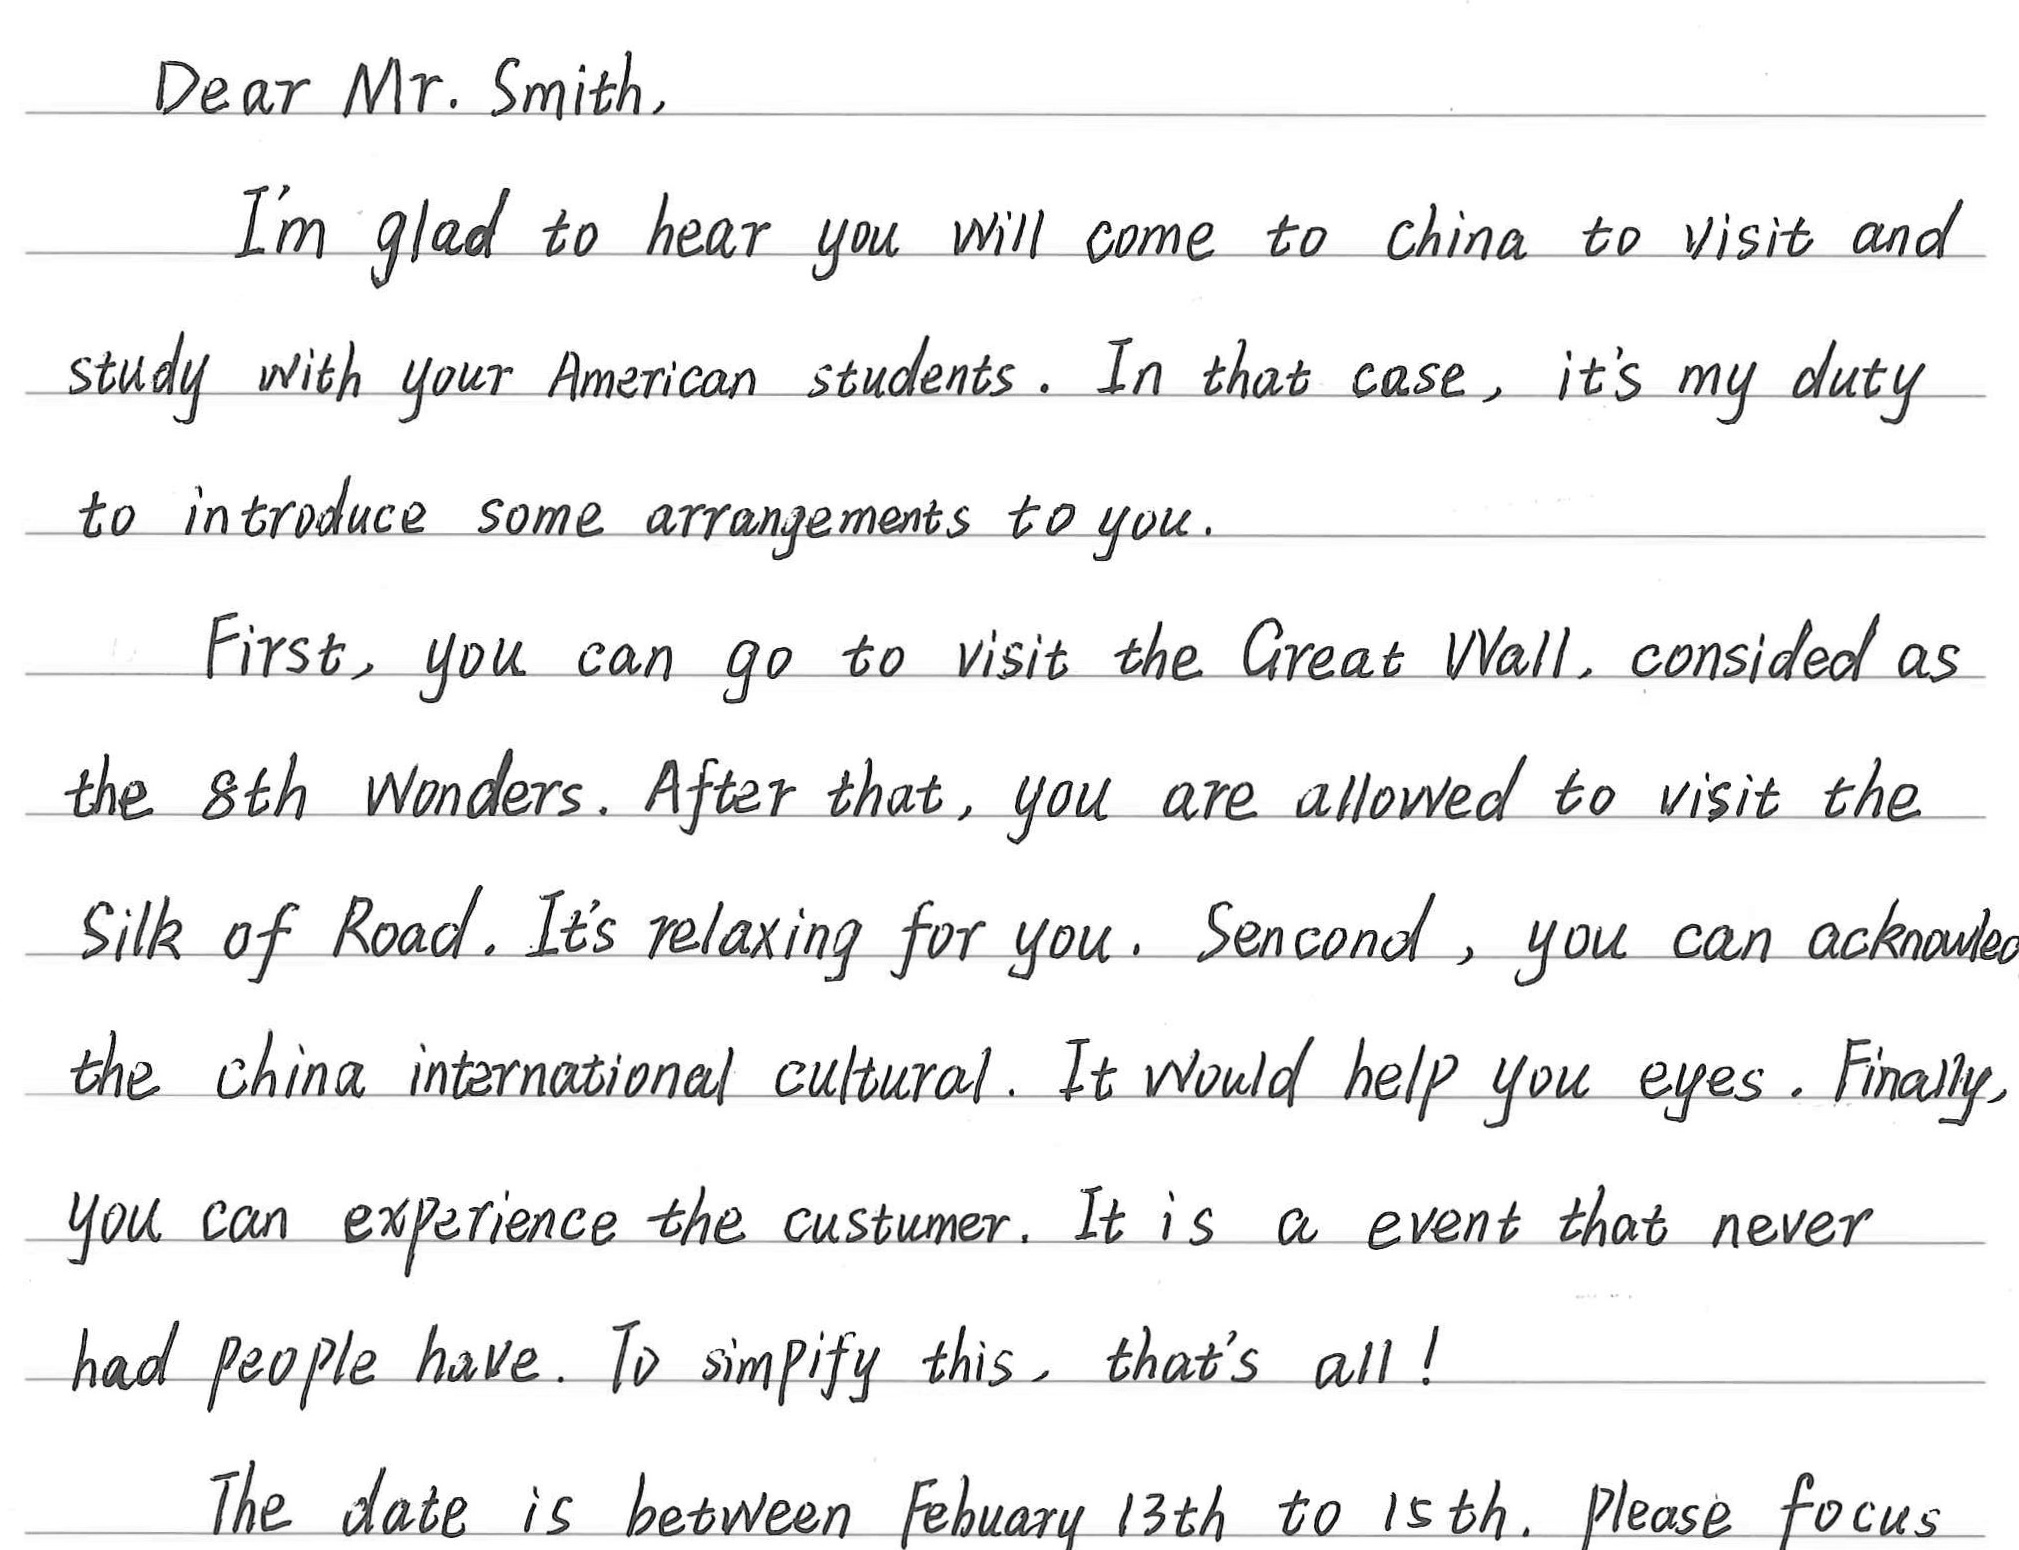 Dear Mr. Smith,
I'm glad to hear you will come to china to visit and
study with your American students. In that case, it's my duty
to introduce some arrangements to you.
First, you can go to visit the Great Wall, consided as
the 8th Wonders. After that, you are allowed to visit the
Silk of Road. It's relaxing for you. Sencond, you can
the china international cultural. It would help you eyes. Finally,
you can experience the custumer. It is a event that never
had people have. To simpify this, that's all!
The date is between Febuary 13th to 15th. Please focus